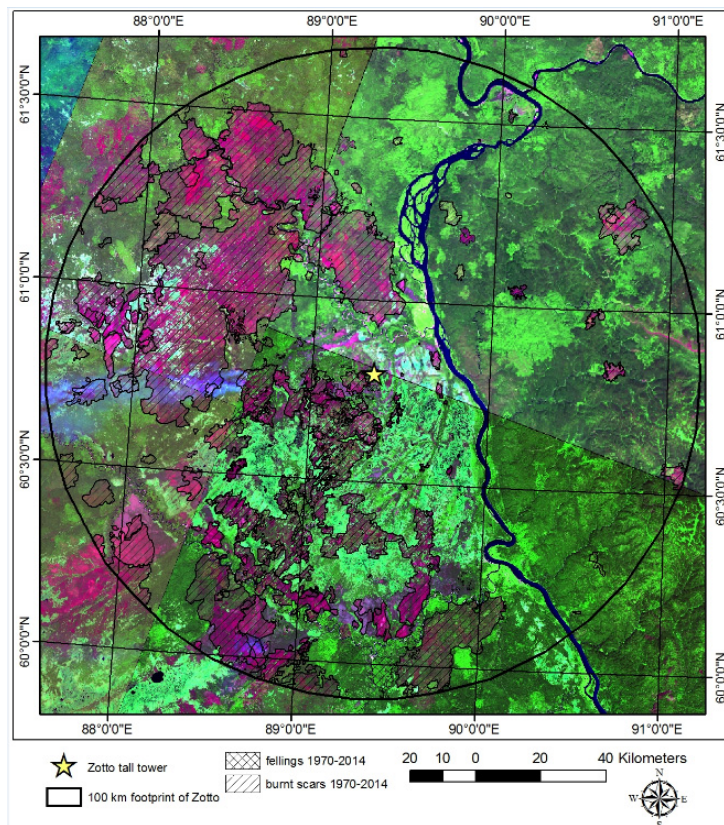 88°0'0"E 89°0'0"E 90°0'0"E 91°0'0"E
61°30'0"N 61°30'0"N
61°0'0"N 61°0'0"N
60°30'0"N 60°30'0"N
60°0'0"N 60°0'0"N
88°0'0"E 89°0'0"E 90°0'0"E 91°0'0"E
Zotto tall tower
100 km footprint of Zotto
fellings 1970-2014
burnt scars 1970-2014
20 10 0 20 40 Kilometers
N
W E
S